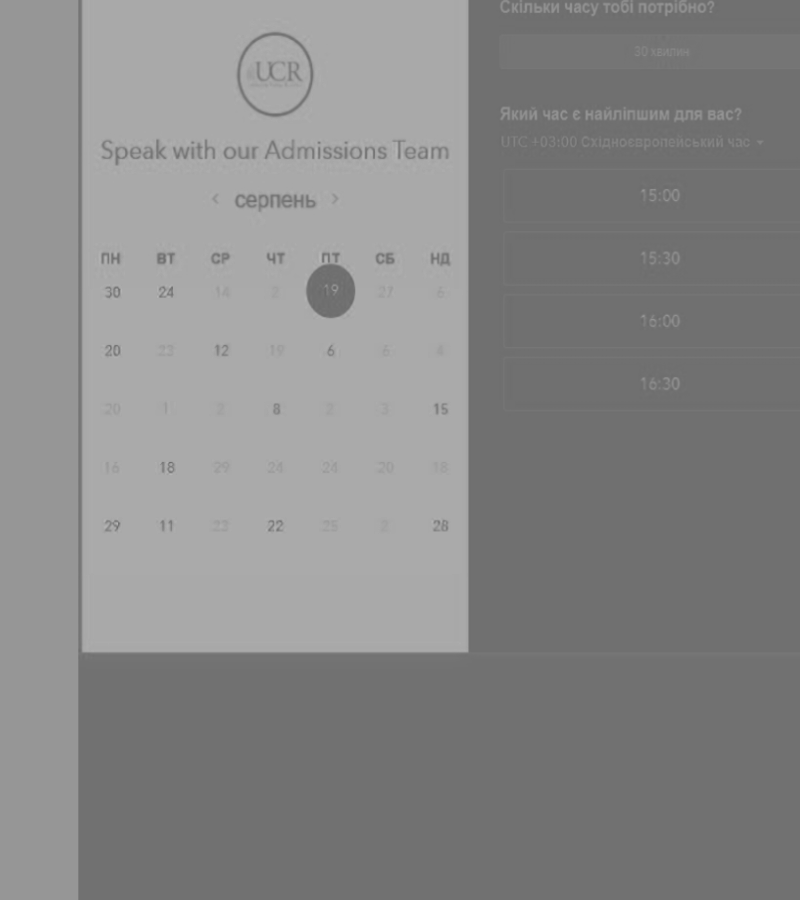 UCR
Speak with our Admissions Team
‹ серпень ›
ПН ВТ СР ЧТ ПТ СБ НД
30 24 14 2 19 27 6
20 23 12 19 6 6 4
20 1 2 8 2 3 15
16 18 29 24 24 20 18
29 11 22 22 25 2 28
Скільки часу тобі потрібно?
30 хвилин
Який час є найліпшим для вас?
UTC +03:00 Східноєвропейський час
15:00
15:30
16:00
16:30